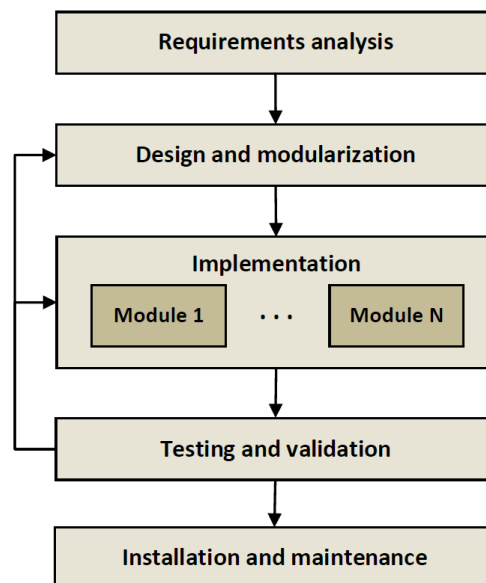 Requirements analysis
Design and modularization
Implementation
Module 1 . . . Module N
Testing and validation
Installation and maintenance